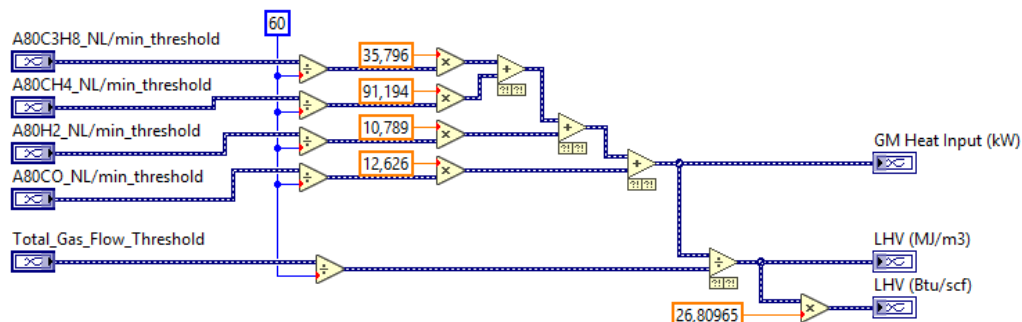 60
A80C3H8_NL/min_threshold
35,796
A80CH4_NL/min_threshold
91,194
A80H2_NL/min_threshold
10,789
GM Heat Input (kW)
A80CO_NL/min_threshold
12,626
Total_Gas_Flow_Threshold
LHV (MJ/m3)
LHV (Btu/scf)
26,80965